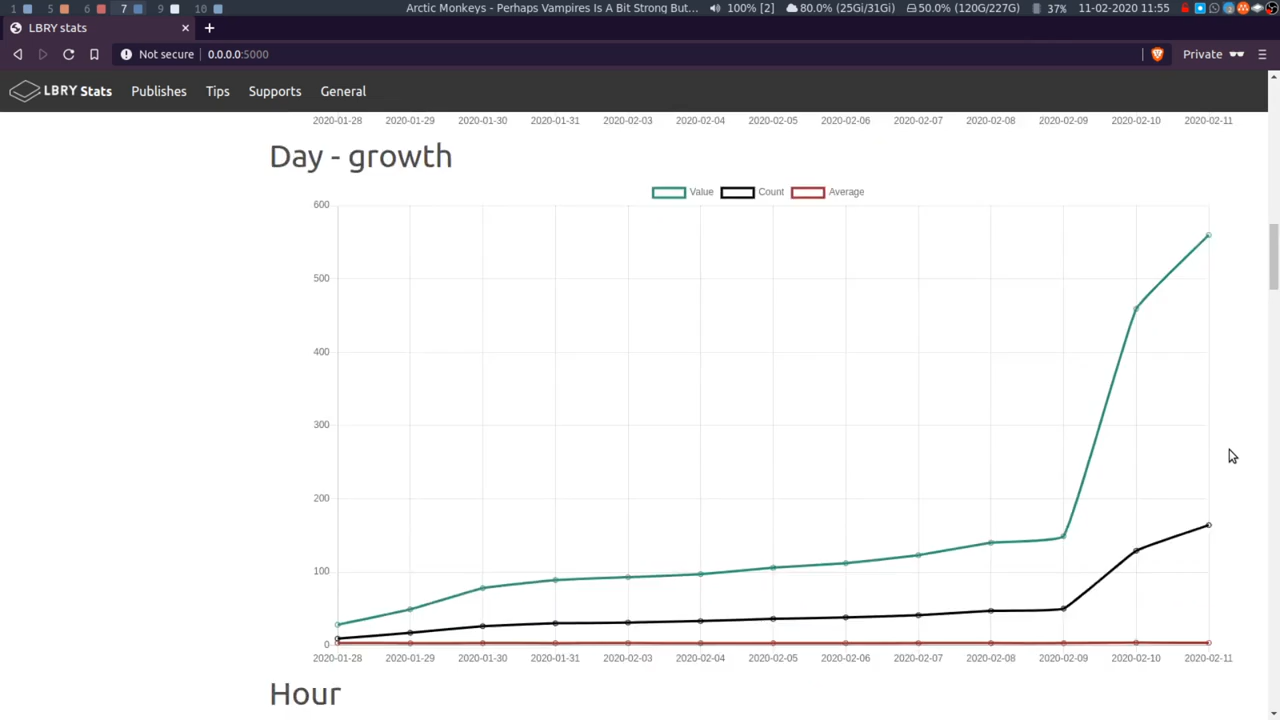 1 5 6 7 9 10 Arctic Monkeys - Perhaps Vampires Is A Bit Strong But... 100% [2] 80.0% (25Gi/31Gi) 50.0% (120G/227G) 37% 11-02-2020 11:55
LBRY stats
Not secure 0.0.0.0:5000 Private
LBRY Stats Publishes Tips Supports General
2020-01-28 2020-01-29 2020-01-30 2020-01-31 2020-02-03 2020-02-04 2020-02-05 2020-02-06 2020-02-07 2020-02-08 2020-02-09 2020-02-10 2020-02-11
Day - growth
Value Count Average
600
500
400
300
200
100
0
2020-01-28 2020-01-29 2020-01-30 2020-01-31 2020-02-03 2020-02-04 2020-02-05 2020-02-06 2020-02-07 2020-02-08 2020-02-09 2020-02-10 2020-02-11
Hour